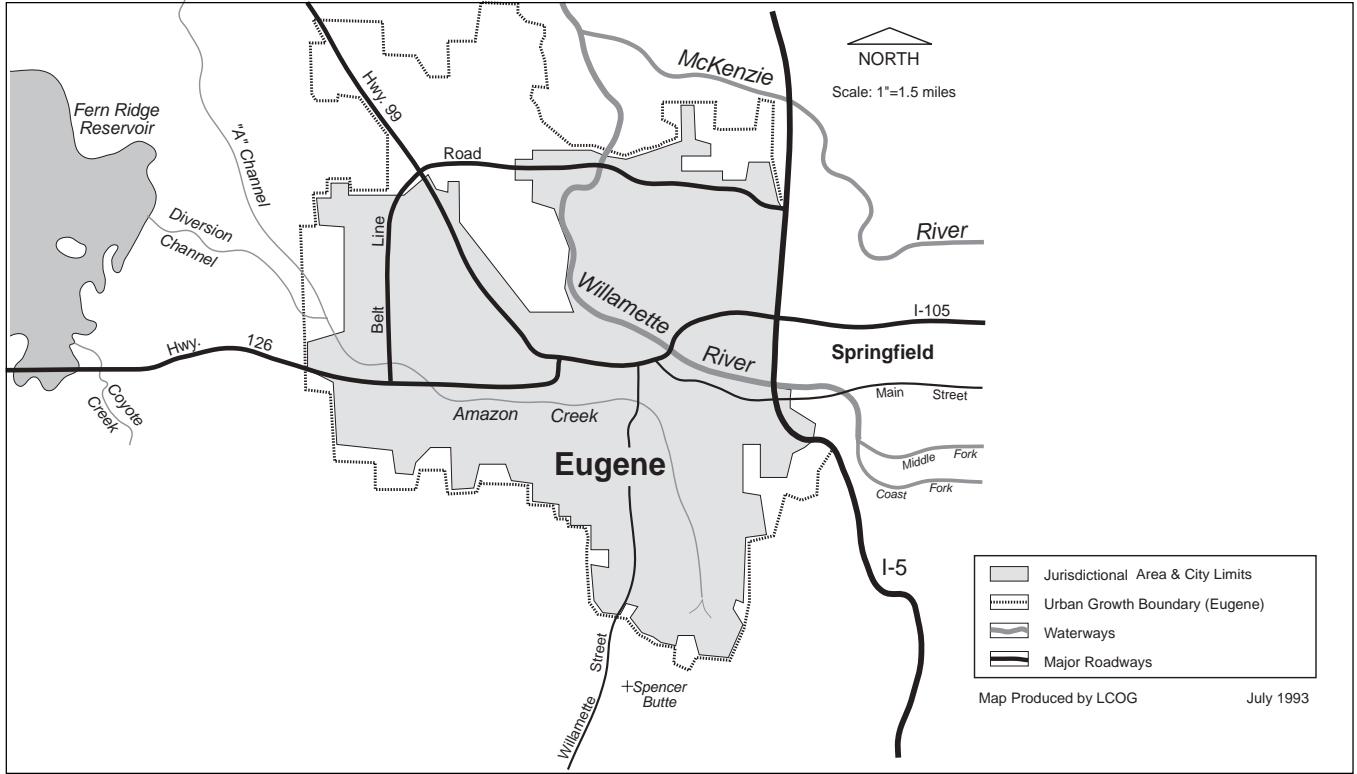 NORTH
Scale: 1"=1.5 miles
McKenzie
River
Hwy. 99
Fern Ridge
Reservoir
"A" Channel
Road
Diversion
Channel
Line
Belt
Willamette
River
I-105
Springfield
Hwy. 126
Main Street
Coyote
Creek
Amazon Creek
Eugene
Middle Fork
Coast Fork
I-5
Jurisdictional Area & City Limits
Urban Growth Boundary (Eugene)
Waterways
Major Roadways
Willamette Street
Spencer
Butte
Map Produced by LCOG July 1993